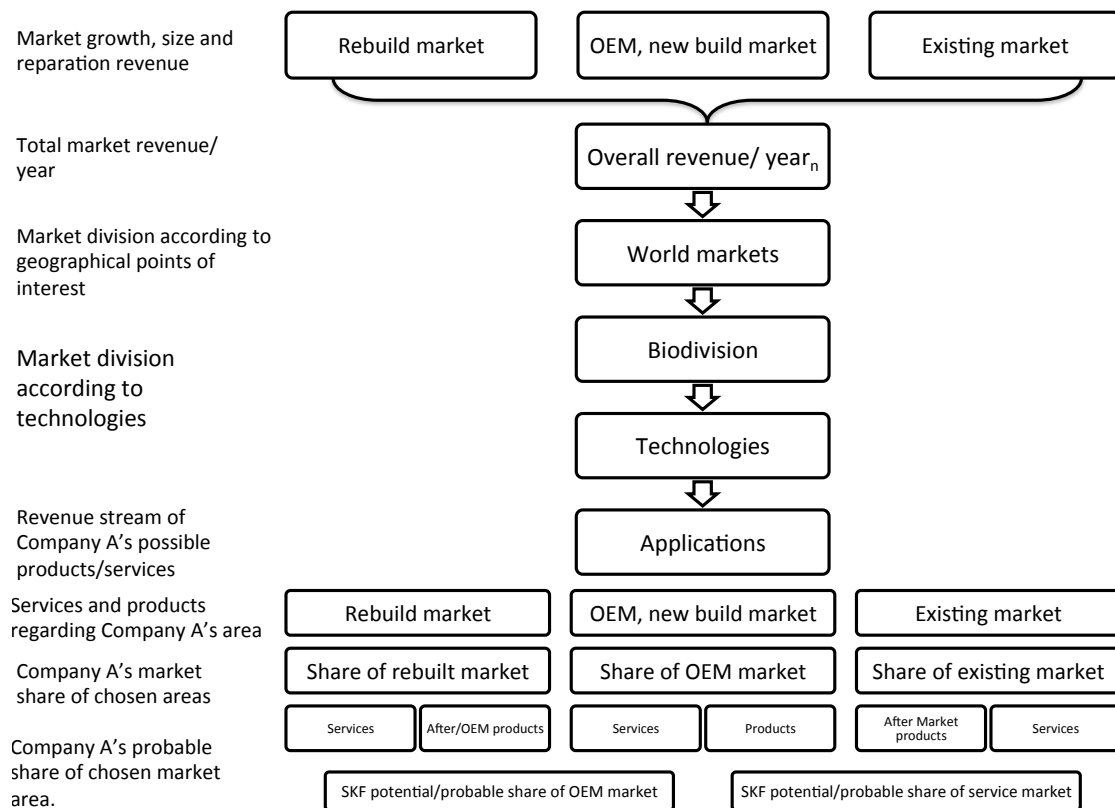 Market growth, size and
reparation revenue
Rebuild market
OEM, new build market
Existing market
Total market revenue/
year
Overall revenue/ yearn
Market division according to
geographical points of
interest
World markets
Market division
according to
technologies
Biodivision
Technologies
Revenue stream of
Company A's possible
products/services
Applications
Services and products
regarding Company A's area
Rebuild market
OEM, new build market
Existing market
Company A's market
share of chosen areas
Share of rebuilt market
Share of OEM market
Share of existing market
Services
After/OEM products
Services
Products
After Market
products
Services
Company A's probable
share of chosen market
area.
SKF potential/probable share of OEM market
SKF potential/probable share of service market